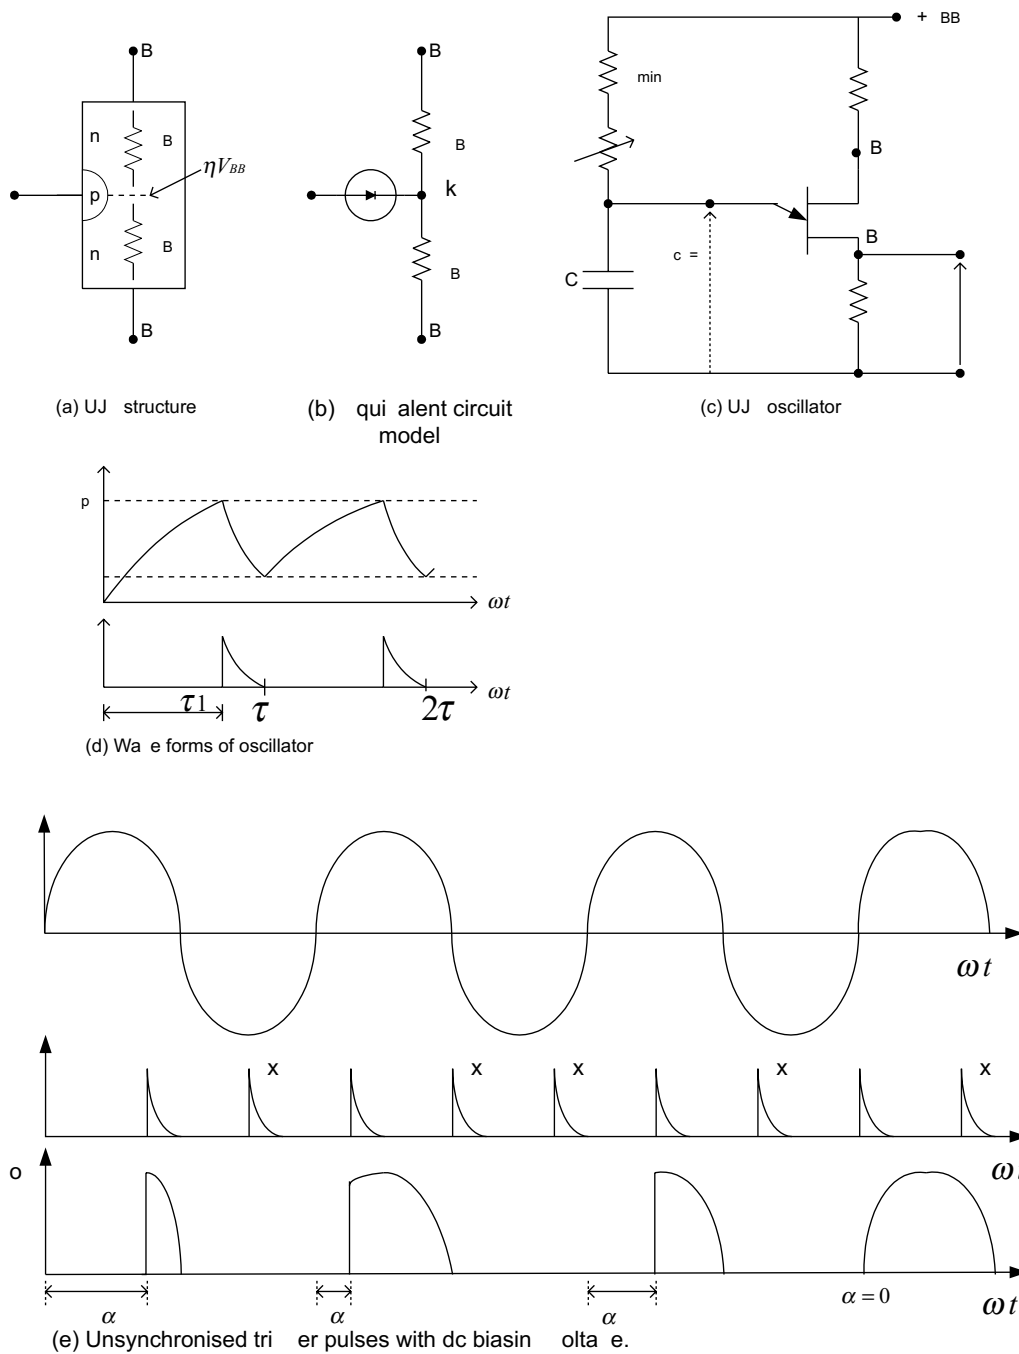 B
B
+ BB
min
n
B
ηV_BB
B
B
p
k
n
B
B
B
c =
C
B
B
(a) UJ structure
(b) qui alent circuit
model
(c) UJ oscillator
p
ωt
ωt
τ1
τ
2τ
(d) Wa e forms of oscillator
ωt
x
x
x
x
x
ωt
o
α
α
α
α = 0
ωt
(e) Unsynchronised tri er pulses with dc biasin olta e.